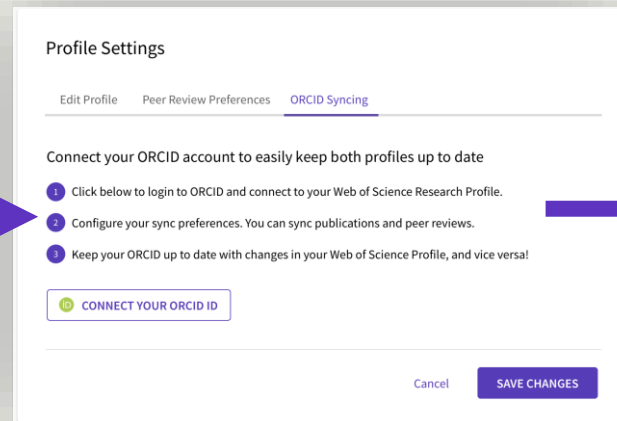 Profile Settings
Edit Profile Peer Review Preferences ORCID Syncing
Connect your ORCID account to easily keep both profiles up to date
1 Click below to login to ORCID and connect to your Web of Science Research Profile.
2 Configure your sync preferences. You can sync publications and peer reviews.
3 Keep your ORCID up to date with changes in your Web of Science Profile, and vice versa!
iD CONNECT YOUR ORCID ID
Cancel SAVE CHANGES